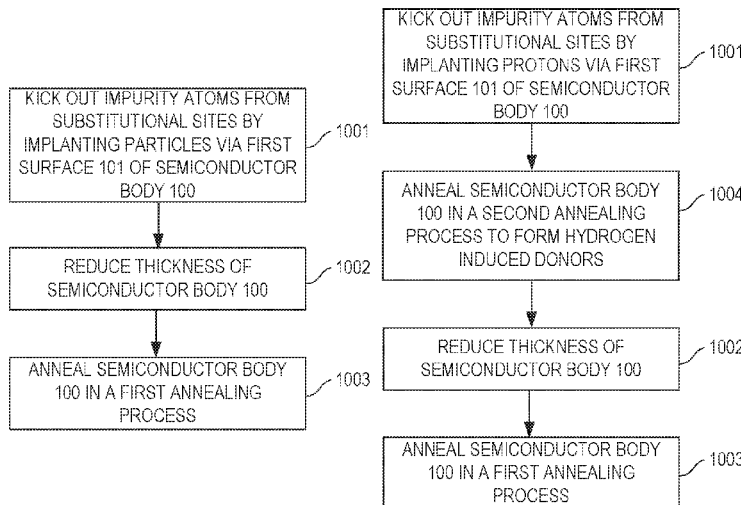 KICK OUT IMPURITY ATOMS FROM
SUBSTITUTIONAL SITES BY
IMPLANTING PARTICLES VIA FIRST
SURFACE 101 OF SEMICONDUCTOR
BODY 100
1001
REDUCE THICKNESS OF
SEMICONDUCTOR BODY 100
1002
ANNEAL SEMICONDUCTOR BODY
100 IN A FIRST ANNEALING
PROCESS
1003
KICK OUT IMPURITY ATOMS FROM
SUBSTITUTIONAL SITES BY
IMPLANTING PROTONS VIA FIRST
SURFACE 101 OF SEMICONDUCTOR
BODY 100
1001
ANNEAL SEMICONDUCTOR BODY
100 IN A SECOND ANNEALING
PROCESS TO FORM HYDROGEN
INDUCED DONORS
1004
REDUCE THICKNESS OF
SEMICONDUCTOR BODY 100
1002
ANNEAL SEMICONDUCTOR BODY
100 IN A FIRST ANNEALING
PROCESS
1003